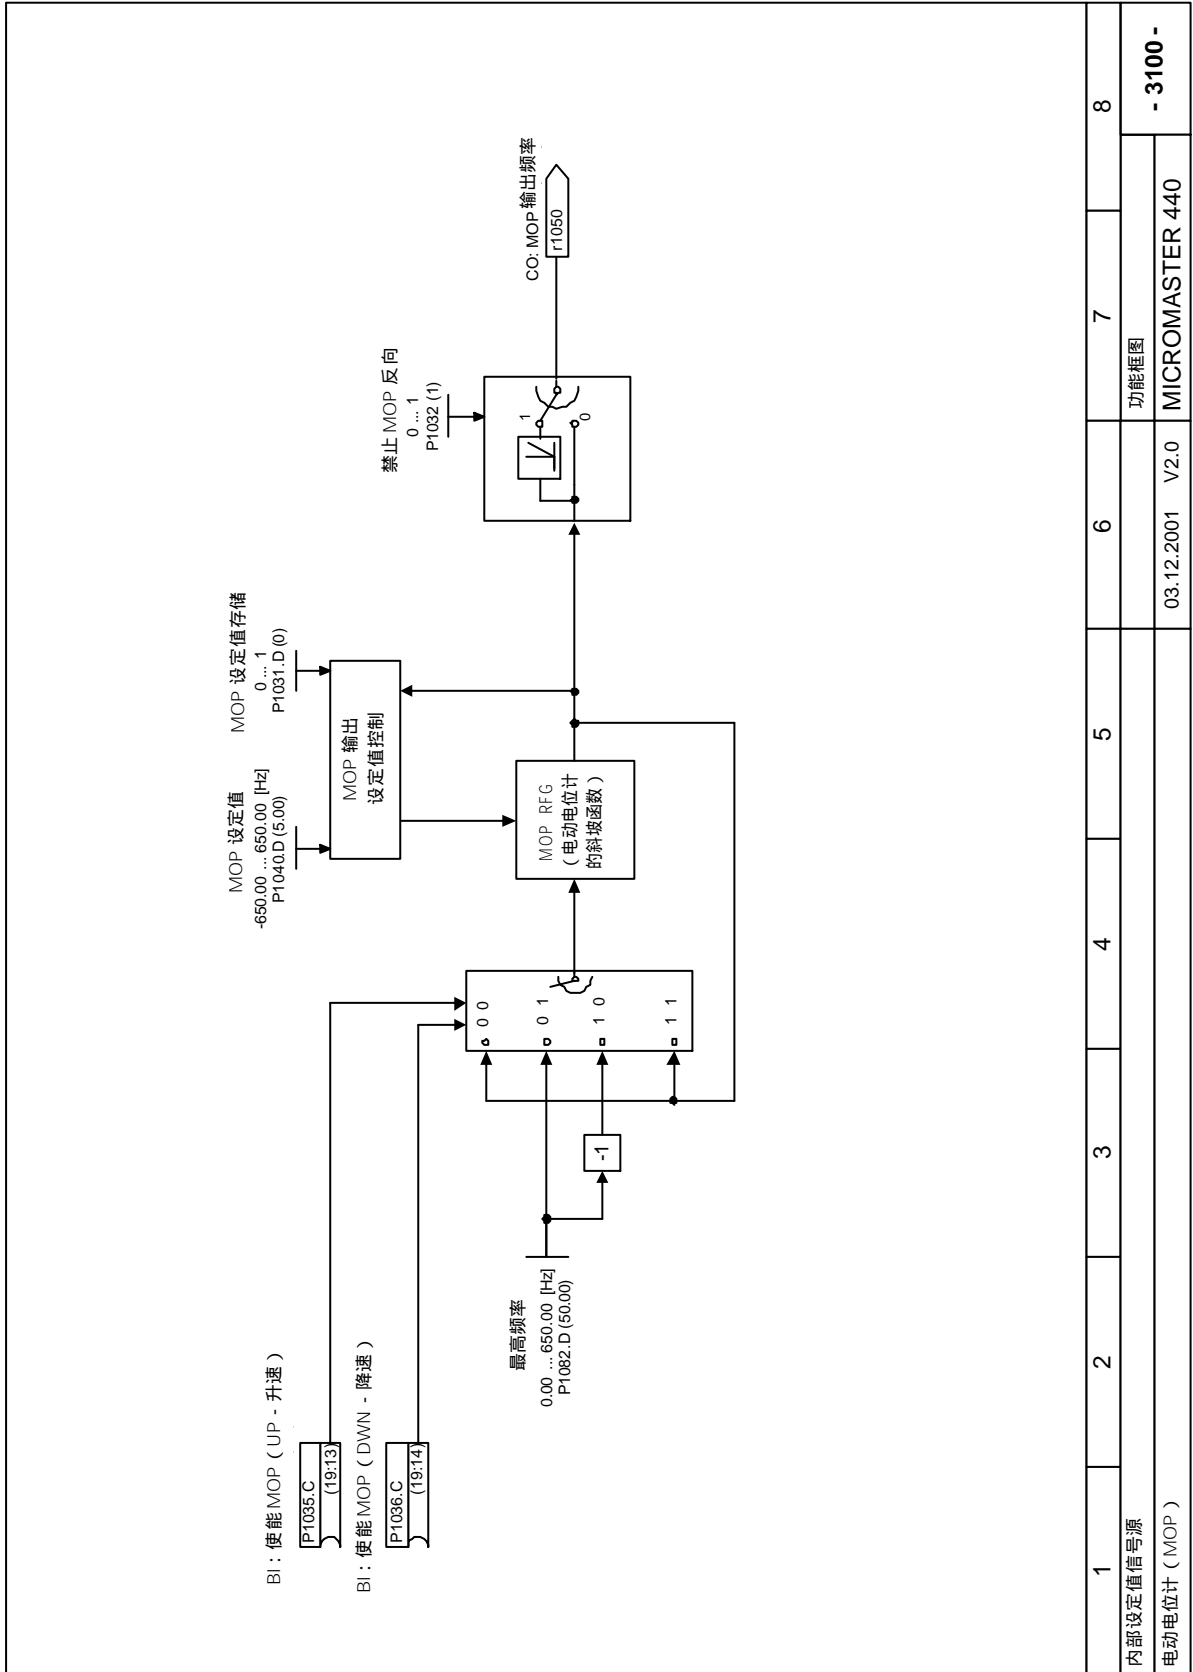 BI：使能 MOP（UP - 升速）
P1035.C
(19:13)
BI：使能 MOP（DWN - 降速）
P1036.C
(19:14)
最高频率
0.00 ... 650.00 [Hz]
P1082.D (50.00)
-1
0 0
0 1
1 0
1 1
MOP 设定值
-650.00 ... 650.00 [Hz]
P1040.D (5.00)
MOP 设定值存储
0 ... 1
P1031.D (0)
MOP 输出
设定值控制
MOP RFG
（电动电位计
的斜坡函数）
禁止 MOP 反向
0 ... 1
P1032 (1)
1
0
CO: MOP 输出频率
r1050
1 2 3 4 5 6 7 8
内部设定值信号源
功能框图
- 3100 -
电动电位计（MOP）
03.12.2001 V2.0
MICROMASTER 440